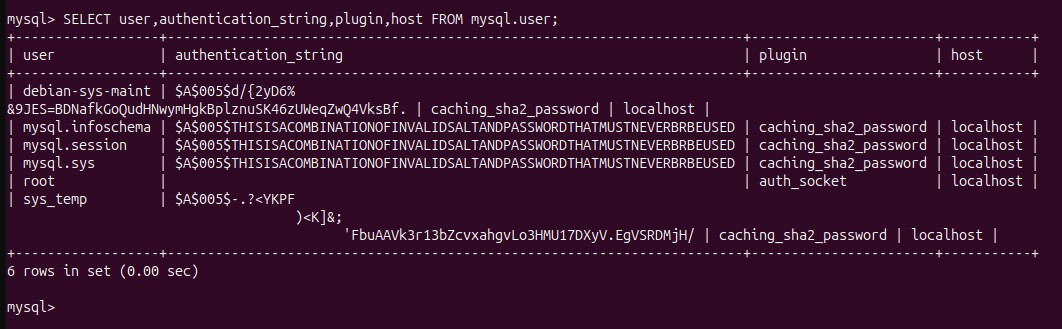 mysql> SELECT user,authentication_string,plugin,host FROM mysql.user;
+------------------+------------------------------------------------------------------------+-----------------------+-----------+
| user             | authentication_string                                                  | plugin                | host      |
+------------------+------------------------------------------------------------------------+-----------------------+-----------+
| debian-sys-maint | $A$005$d/{2yD6%
&9JES=BDNafkGoQudHNwymHgkBplznuSK46zUWeqZwQ4VksBf. | caching_sha2_password | localhost |
| mysql.infoschema | $A$005$THISISACOMBINATIONOFINVALIDSALTANDPASSWORDTHATMUSTNEVERBRBEUSED | caching_sha2_password | localhost |
| mysql.session    | $A$005$THISISACOMBINATIONOFINVALIDSALTANDPASSWORDTHATMUSTNEVERBRBEUSED | caching_sha2_password | localhost |
| mysql.sys        | $A$005$THISISACOMBINATIONOFINVALIDSALTANDPASSWORDTHATMUSTNEVERBRBEUSED | caching_sha2_password | localhost |
| root             |                                                                        | auth_socket           | localhost |
| sys_temp         | $A$005$-.?<YKPF
                                    )<K]&;
                                          'FbuAAVk3r13bZcvxahgvLo3HMU17DXyV.EgVSRDMjH/ | caching_sha2_password | localhost |
+------------------+------------------------------------------------------------------------+-----------------------+-----------+
6 rows in set (0.00 sec)

mysql>